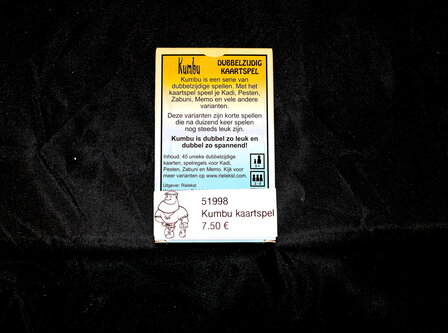 Kumbu DUBBELZIJDIG
KAARTSPEL
Kumbu is een serie van
dubbelzijdige spellen. Met het
kaartspel speel je Kadi, Pesten,
Zabuni, Memo en vele andere
varianten.
Deze varianten zijn korte spellen
die na duizend keer spelen
nog steeds leuk zijn.
Kumbu is dubbel zo leuk en
dubbel zo spannend!
Inhoud: 45 unieke dubbelzijdige
kaarten, spelregels voor Kadi,
Pesten, Zabuni en Memo. Kijk voor
meer varianten op www.rielekst.com
Uitgever: Rielekst
51998
Kumbu kaartspel
7.50 €